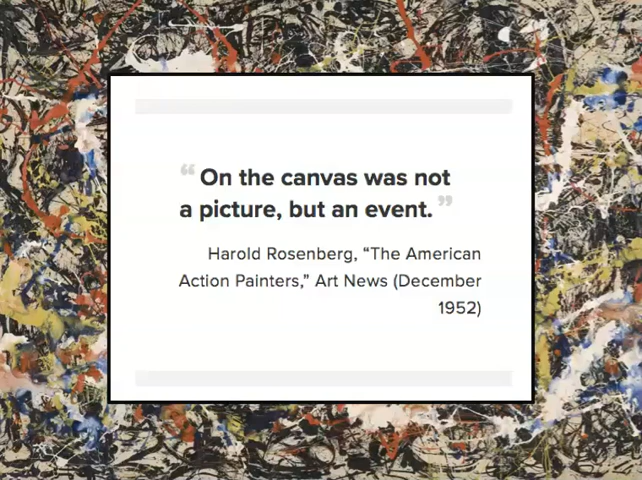 “ On the canvas was not
a picture, but an event. ”
Harold Rosenberg, “The American
Action Painters,” Art News (December
1952)